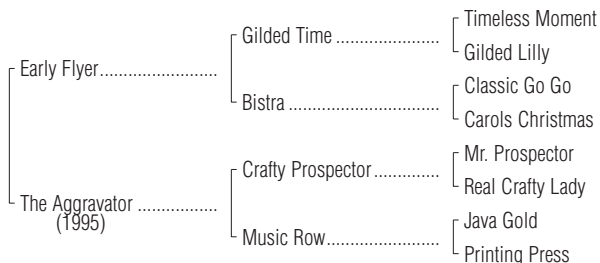 Timeless Moment
Gilded Time
Gilded Lilly
Early Flyer
Classic Go Go
Bistra
Carols Christmas
Mr. Prospector
Crafty Prospector
Real Crafty Lady
The Aggravator
(1995)
Java Gold
Music Row
Printing Press